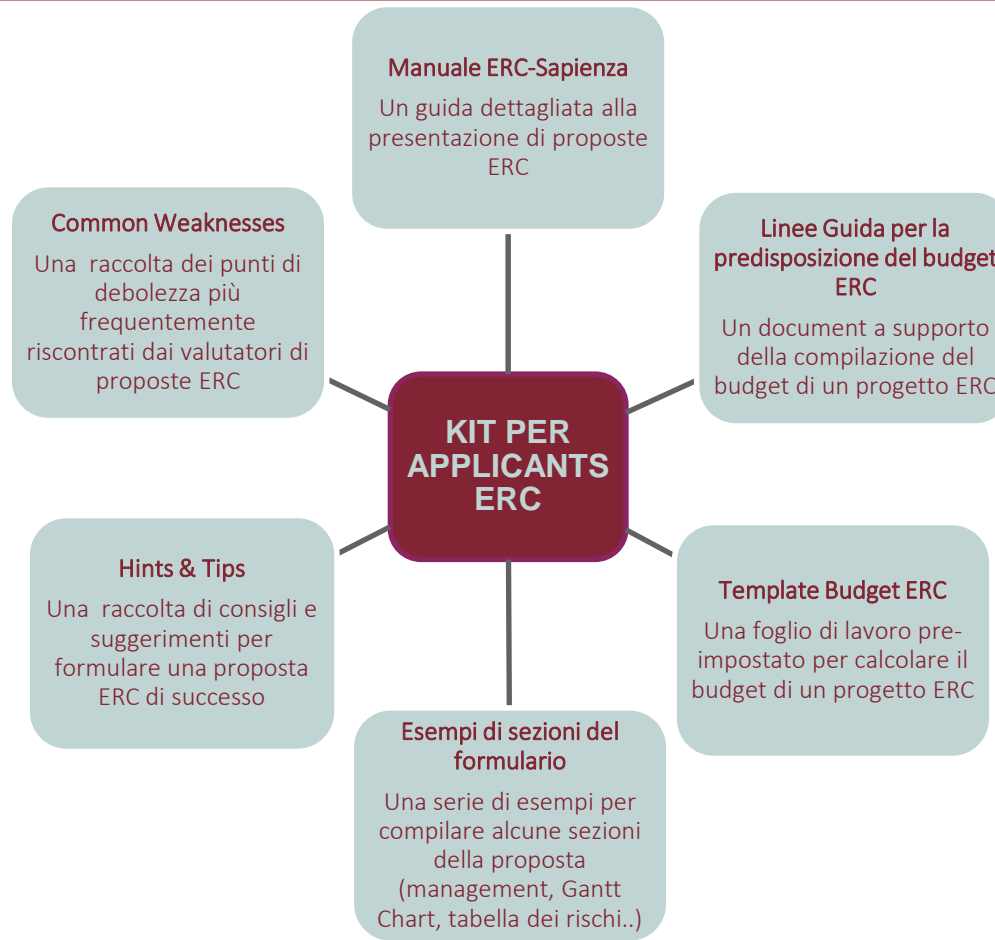 Manuale ERC-Sapienza
Un guida dettagliata alla
presentazione di proposte
ERC
Common Weaknesses
Una raccolta dei punti di
debolezza più
frequentemente
riscontrati dai valutatori di
proposte ERC
Linee Guida per la
predisposizione del budget
ERC
Un document a supporto
della compilazione del
budget di un progetto ERC
KIT PER
APPLICANTS
ERC
Hints & Tips
Una raccolta di consigli e
suggerimenti per
formulare una proposta
ERC di successo
Template Budget ERC
Una foglio di lavoro pre-
impostato per calcolare il
budget di un progetto ERC
Esempi di sezioni del
formulario
Una serie di esempi per
compilare alcune sezioni
della proposta
(management, Gantt
Chart, tabella dei rischi..)